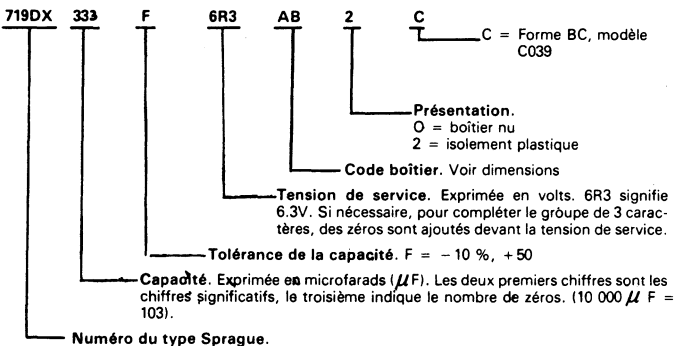 719DX 333 F 6R3 AB 2 C
C = Forme BC, modèle
C039
Présentation.
O = boîtier nu
2 = isolement plastique
Code boîtier. Voir dimensions
Tension de service. Exprimée en volts. 6R3 signifie
6.3V. Si nécessaire, pour compléter le groupe de 3 carac-
tères, des zéros sont ajoutés devant la tension de service.
Tolérance de la capacité. F = – 10 %, + 50
Capacité. Exprimée en microfarads (µF). Les deux premiers chiffres sont les
chiffres significatifs, le troisième indique le nombre de zéros. (10 000 µ F =
103).
Numéro du type Sprague.